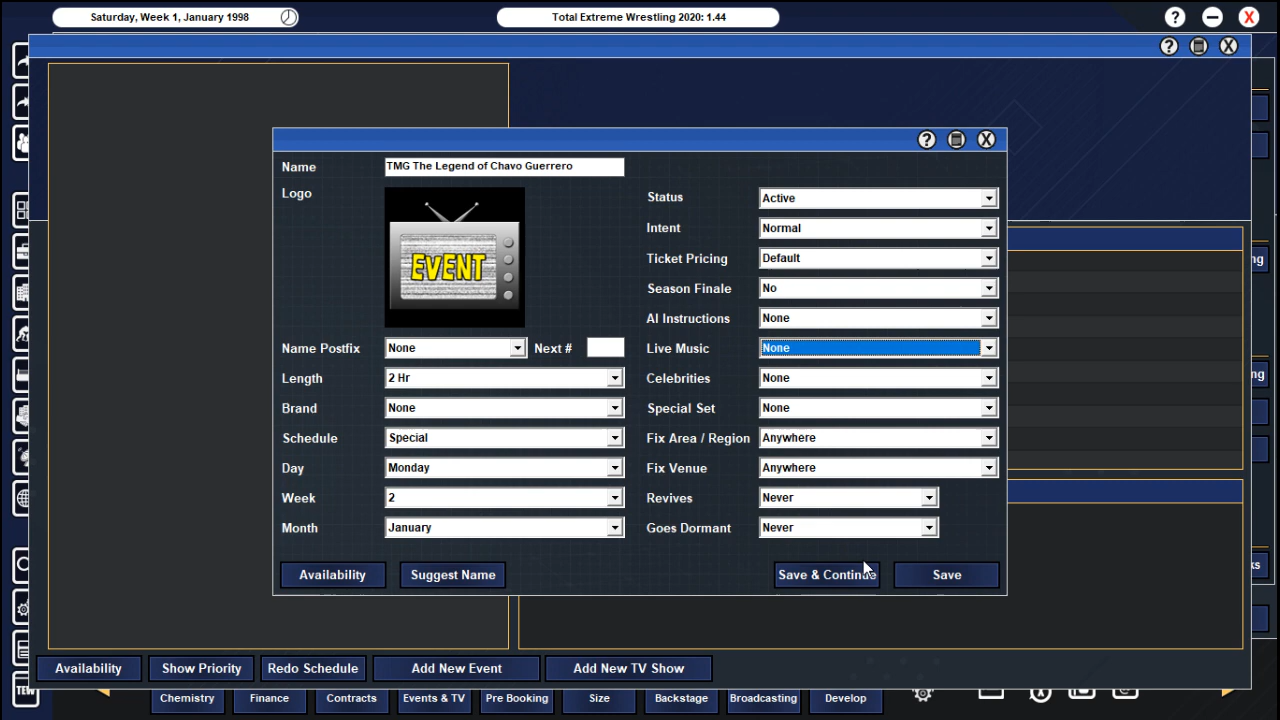 Saturday, Week 1, January 1998
Total Extreme Wrestling 2020: 1.44
? X
? X
? X
Name TMG The Legend of Chavo Guerrero
Logo
EVENT
Status Active
Intent Normal
Ticket Pricing Default
Season Finale No
AI Instructions None
Name Postfix None Next # Live Music None
Length 2 Hr Celebrities None
Brand None Special Set None
Schedule Special Fix Area / Region Anywhere
Day Monday Fix Venue Anywhere
Week 2 Revives Never
Month January Goes Dormant Never
Availability Suggest Name Save & Continue Save
ng
ng
ks
Availability Show Priority Redo Schedule Add New Event Add New TV Show
TEW Chemistry Finance Contracts Events & TV Pre Booking Size Backstage Broadcasting Develop